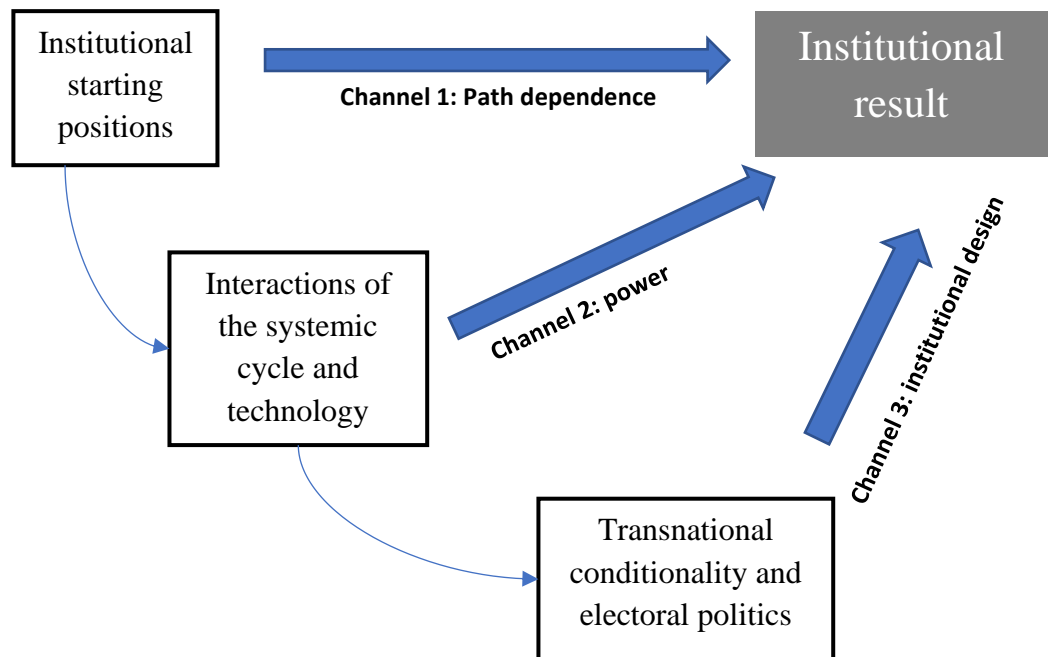 Institutional
starting
positions
Channel 1: Path dependence
Institutional
result
Interactions of
the systemic
cycle and
technology
Channel 2: power
Channel 3: institutional design
Transnational
conditionality and
electoral politics